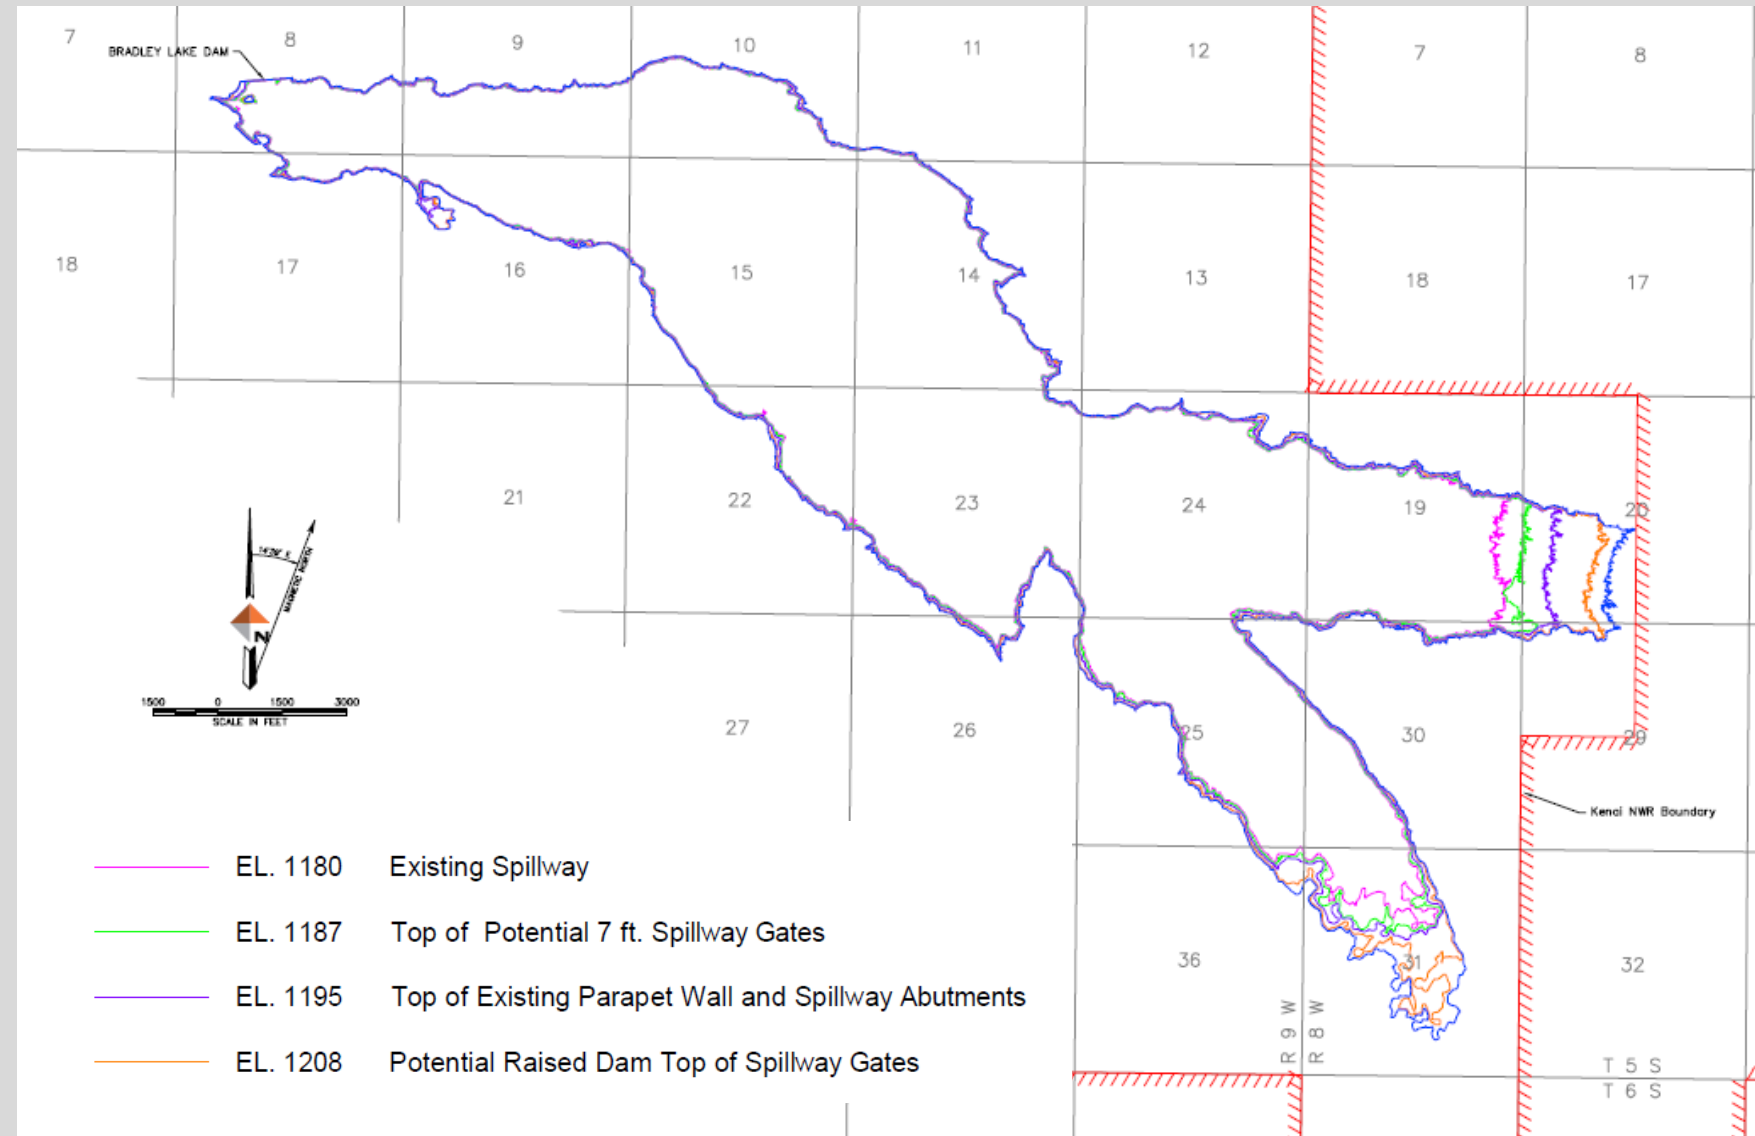 7
8
9
10
11
12
7
8
BRADLEY LAKE DAM
18
17
16
15
14
13
18
17
21
22
23
24
19
20
MAGNETIC NORTH
N
1500 0 1500 3000
SCALE IN FEET
27
26
25
30
29
Kenai NWR Boundary
EL. 1180 Existing Spillway
EL. 1187 Top of Potential 7 ft. Spillway Gates
EL. 1195 Top of Existing Parapet Wall and Spillway Abutments
EL. 1208 Potential Raised Dam Top of Spillway Gates
36
31
32
R 9 W
R 8 W
T 5 S
T 6 S